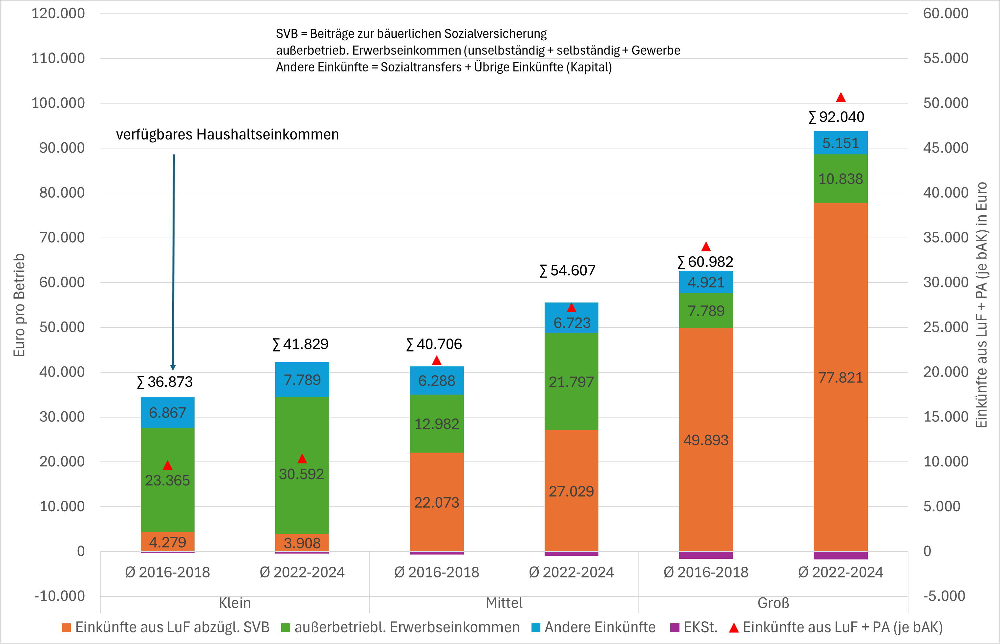 120.000
110.000
100.000
90.000
80.000
70.000
60.000
50.000
40.000
30.000
20.000
10.000
0
-10.000
Euro pro Betrieb
60.000
55.000
50.000
45.000
40.000
35.000
30.000
25.000
20.000
15.000
10.000
5.000
0
-5.000
Einkünfte aus LuF + PA (je bAK) in Euro
SVB = Beiträge zur bäuerlichen Sozialversicherung
außerbetrieb. Erwerbseinkommen (unselbständig + selbständig + Gewerbe
Andere Einkünfte = Sozialtransfers + Übrige Einkünfte (Kapital)
verfügbares Haushaltseinkommen
∑ 36.873
6.867
23.365
4.279
∑ 41.829
7.789
30.592
3.908
∑ 40.706
6.288
12.982
22.073
∑ 54.607
6.723
21.797
27.029
∑ 60.982
4.921
7.789
49.893
∑ 92.040
5.151
10.838
77.821
Ø 2016-2018
Ø 2022-2024
Ø 2016-2018
Ø 2022-2024
Ø 2016-2018
Ø 2022-2024
Klein
Mittel
Groß
Einkünfte aus LuF abzügl. SVB
außerbetriebl. Erwerbseinkommen
Andere Einkünfte
EKSt.
Einkünfte aus LuF + PA (je bAK)